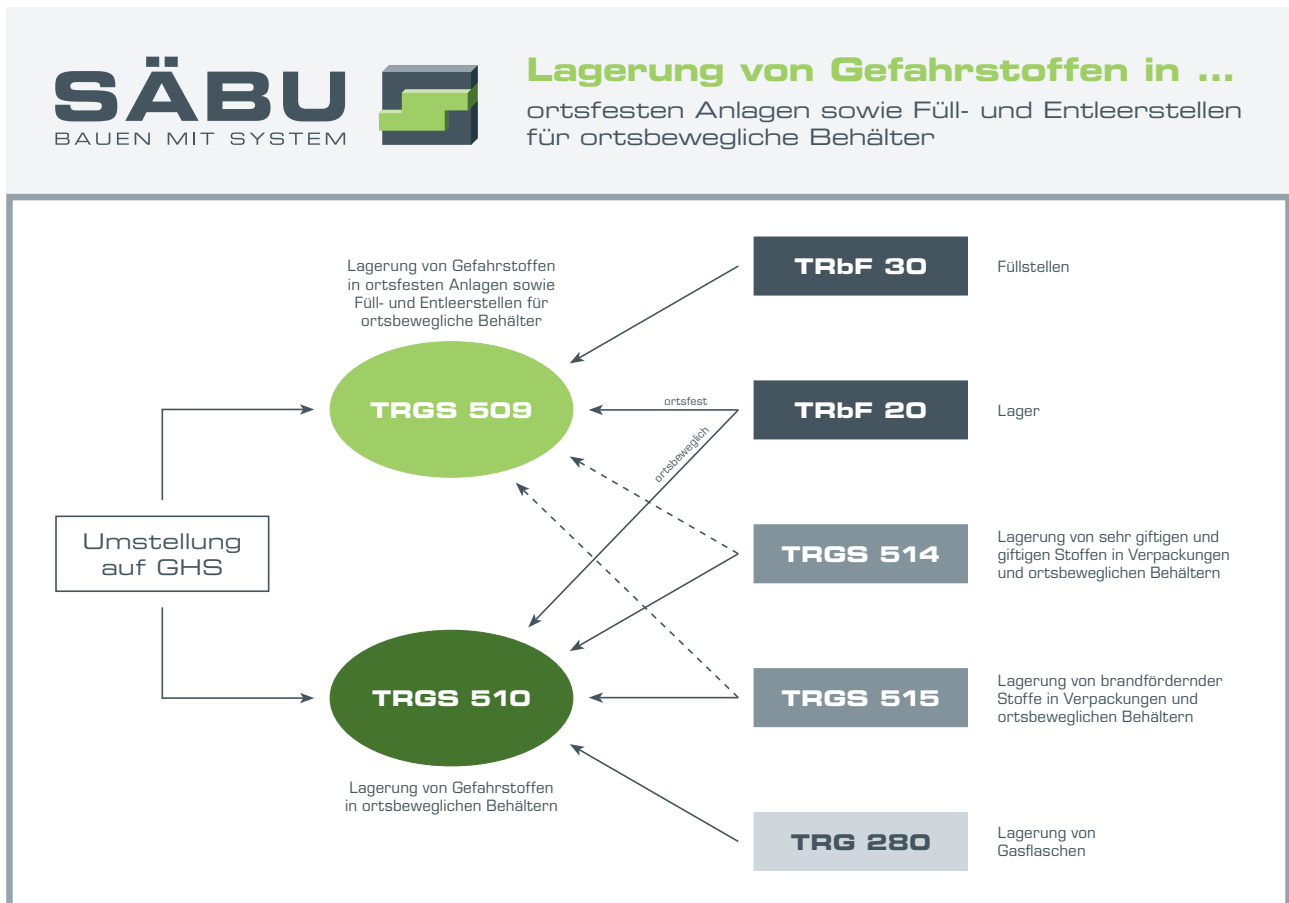 SÄBU
BAUEN MIT SYSTEM
Lagerung von Gefahrstoffen in ...
ortsfesten Anlagen sowie Füll- und Entleerstellen
für ortsbewegliche Behälter
Lagerung von Gefahrstoffen
in ortsfesten Anlagen sowie
Füll- und Entleerstellen für
ortsbewegliche Behälter
TRbF 30
Füllstellen
TRGS 509
ortsfest
TRbF 20
Lager
ortsbeweglich
Umstellung
auf GHS
TRGS 514
Lagerung von sehr giftigen und
giftigen Stoffen in Verpackungen
und ortsbeweglichen Behältern
TRGS 510
TRGS 515
Lagerung von brandfördernder
Stoffe in Verpackungen und
ortsbeweglichen Behältern
Lagerung von Gefahrstoffen
in ortsbeweglichen Behältern
TRG 280
Lagerung von
Gasflaschen